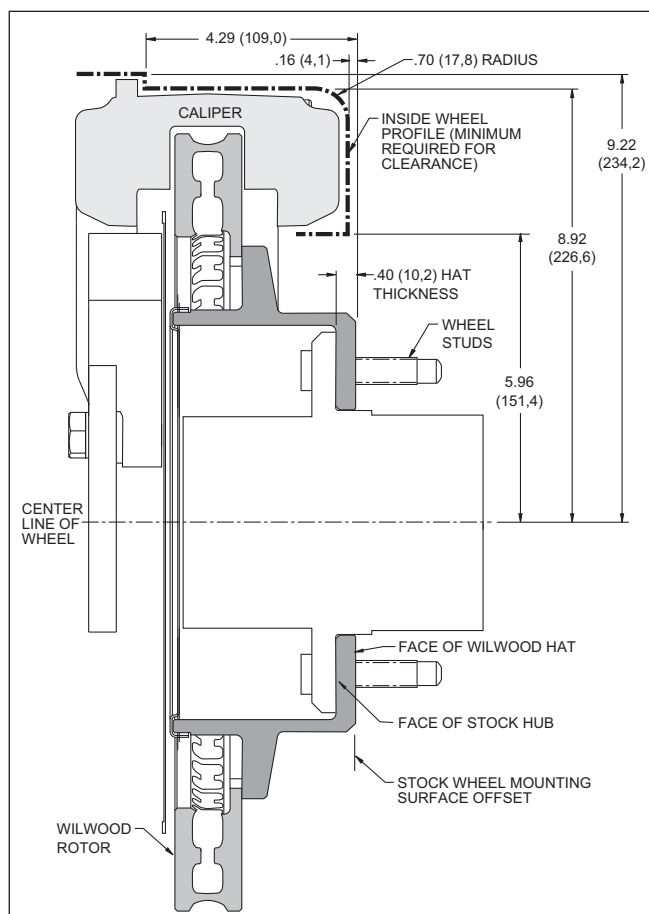 4.29 (109,0)
.16 (4,1)
.70 (17,8) RADIUS
CALIPER
INSIDE WHEEL
PROFILE (MINIMUM
REQUIRED FOR
CLEARANCE)
9.22
(234,2)
8.92
(226,6)
.40 (10,2) HAT
THICKNESS
WHEEL
STUDS
5.96
(151,4)
CENTER
LINE OF
WHEEL
FACE OF WILWOOD HAT
FACE OF STOCK HUB
STOCK WHEEL MOUNTING
SURFACE OFFSET
WILWOOD
ROTOR